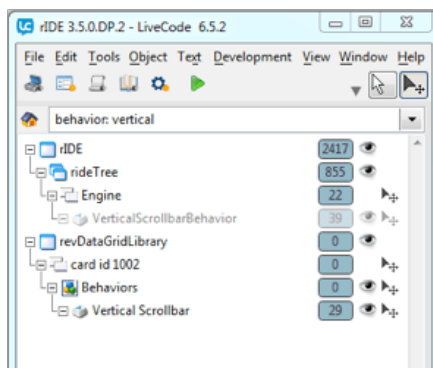 rIDE 3.5.0.DP.2 - LiveCode 6.5.2
File Edit Tools Object Text Development View Window Help
behavior: vertical
rIDE 2417
rideTree 855
Engine 22
VerticalScrollbarBehavior 39
revDataGridLibrary 0
card id 1002 0
Behaviors 0
Vertical Scrollbar 29